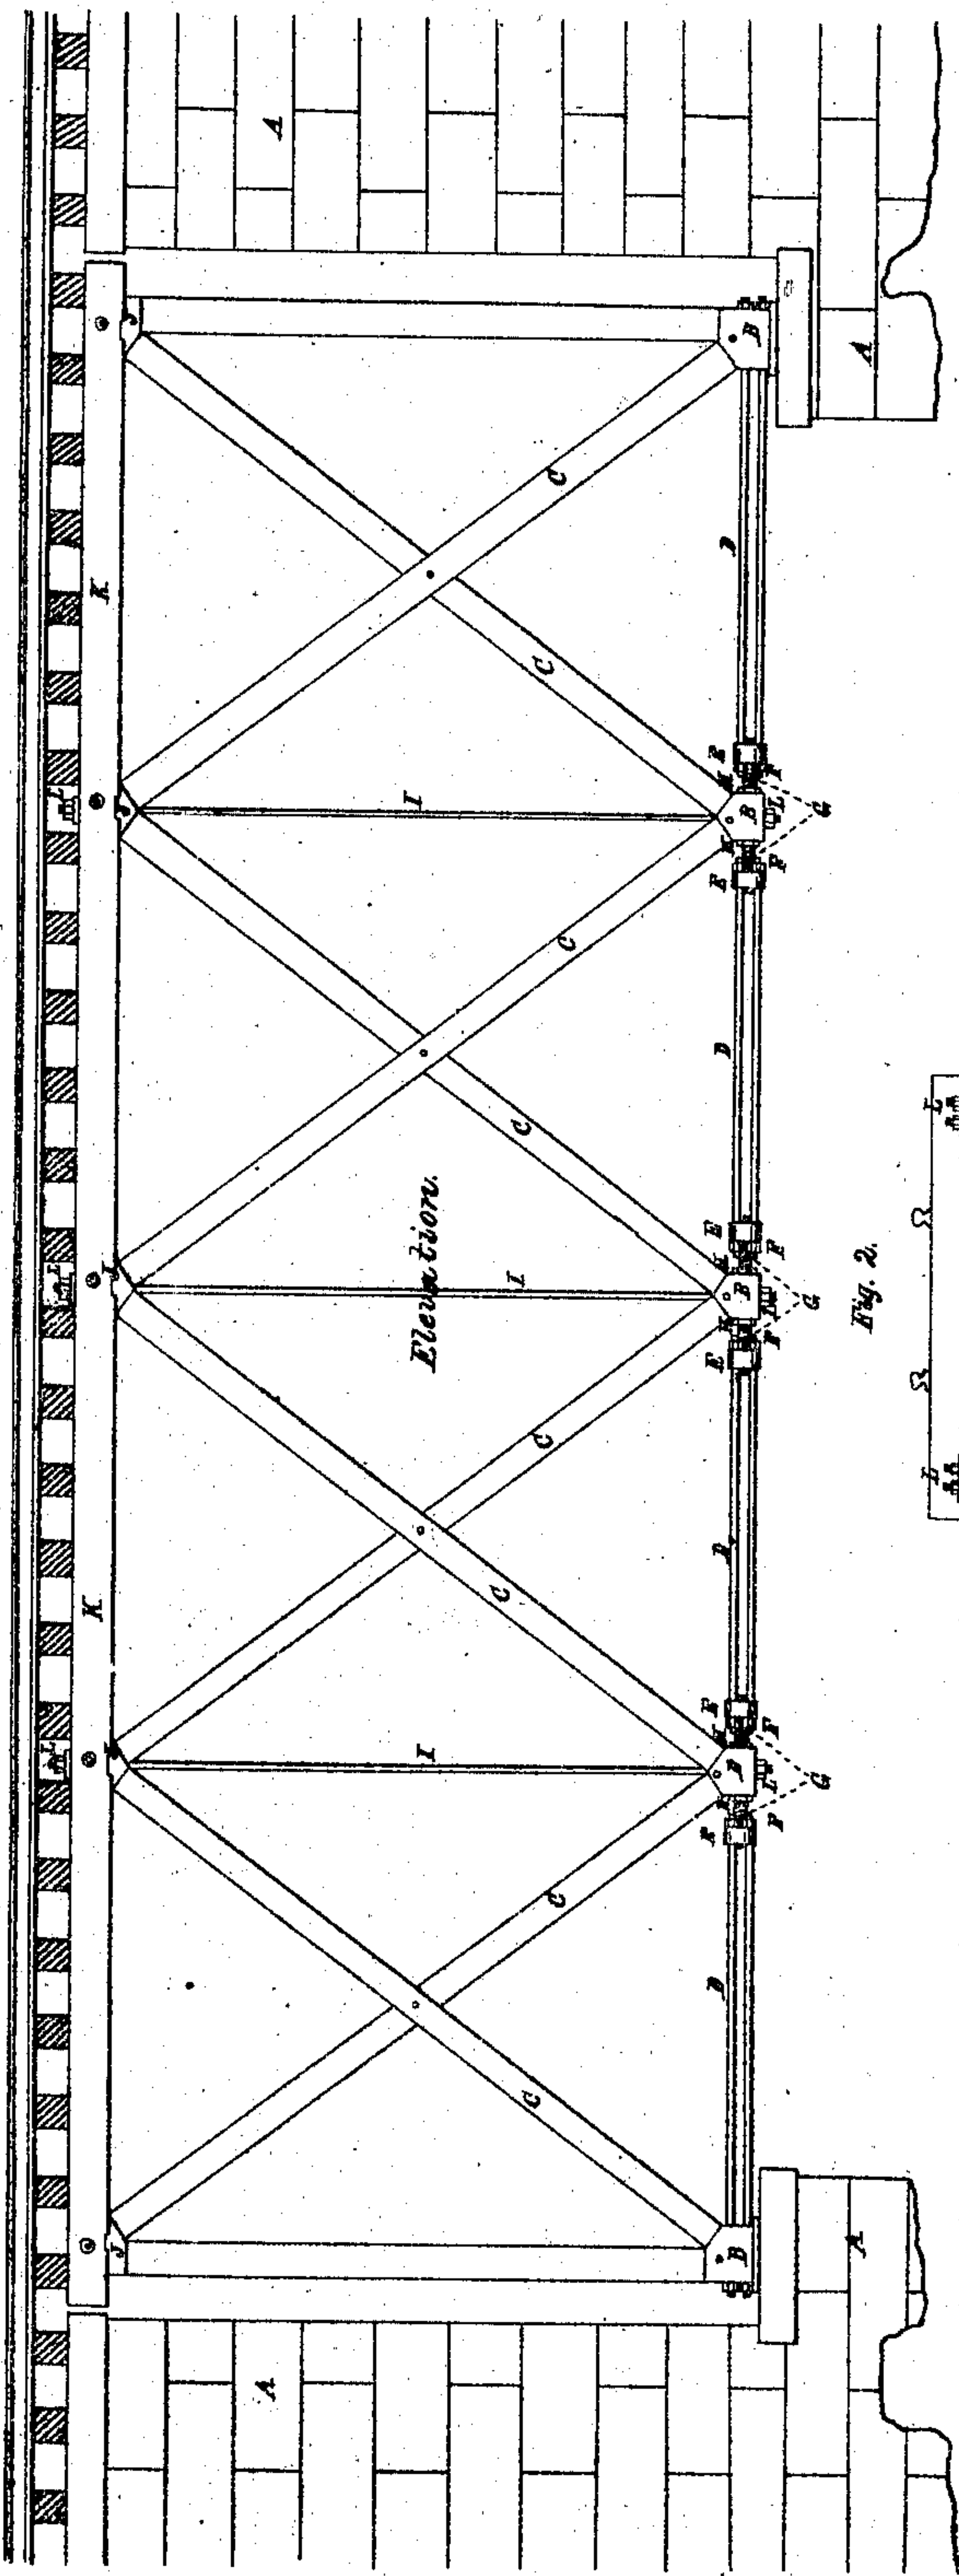 L L L
K K
J J J
A A
I I I
Elevation.
C C C C C C C C
D D D D
E E E E
B B B B B
H H
F F F F F
L L
G G G
A A
Fig. 2.
L L